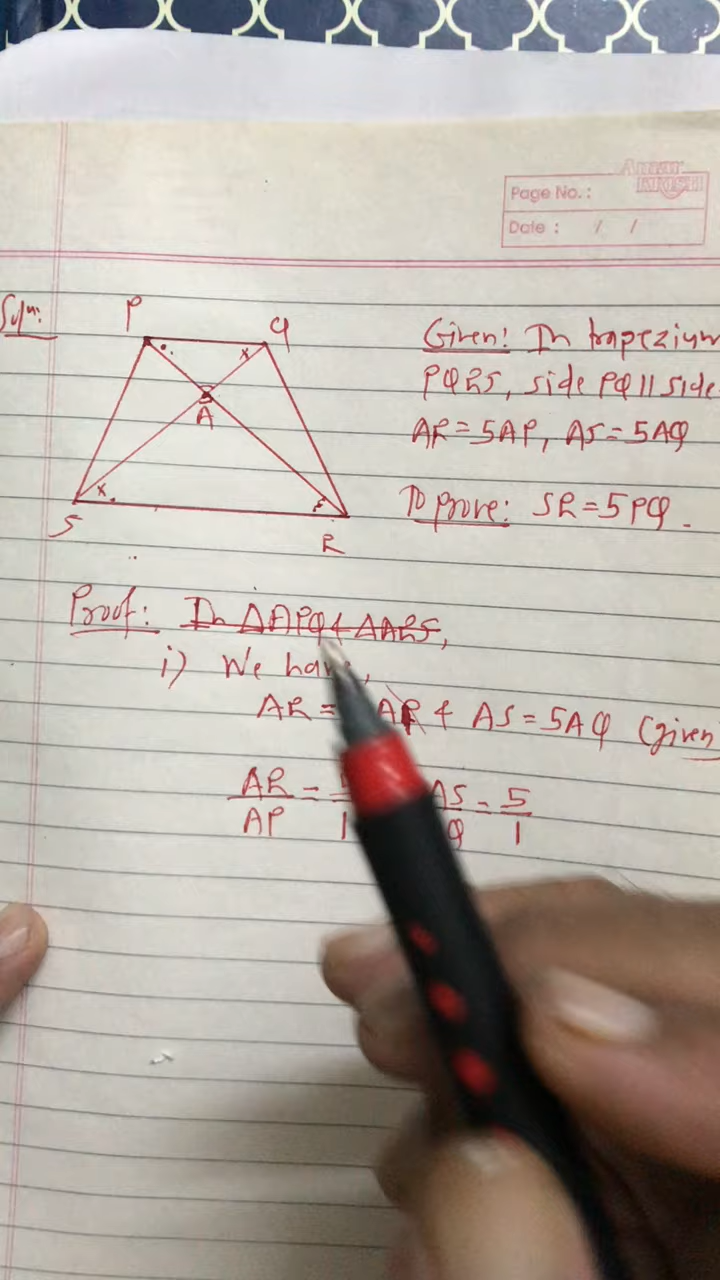 Amar
Page No. :
Date : / /
Soln:
P
Q
Given: In trapezium
PQRS, side PQ || side
x
A
AR = 5AP, AS = 5AQ
x
S
R
To prove: SR = 5PQ.
Proof: In ΔAPQ & ΔARS,
i) We have,
AR = & AS = 5AQ (given
AR/AP = /1 AS/Q = 5/1